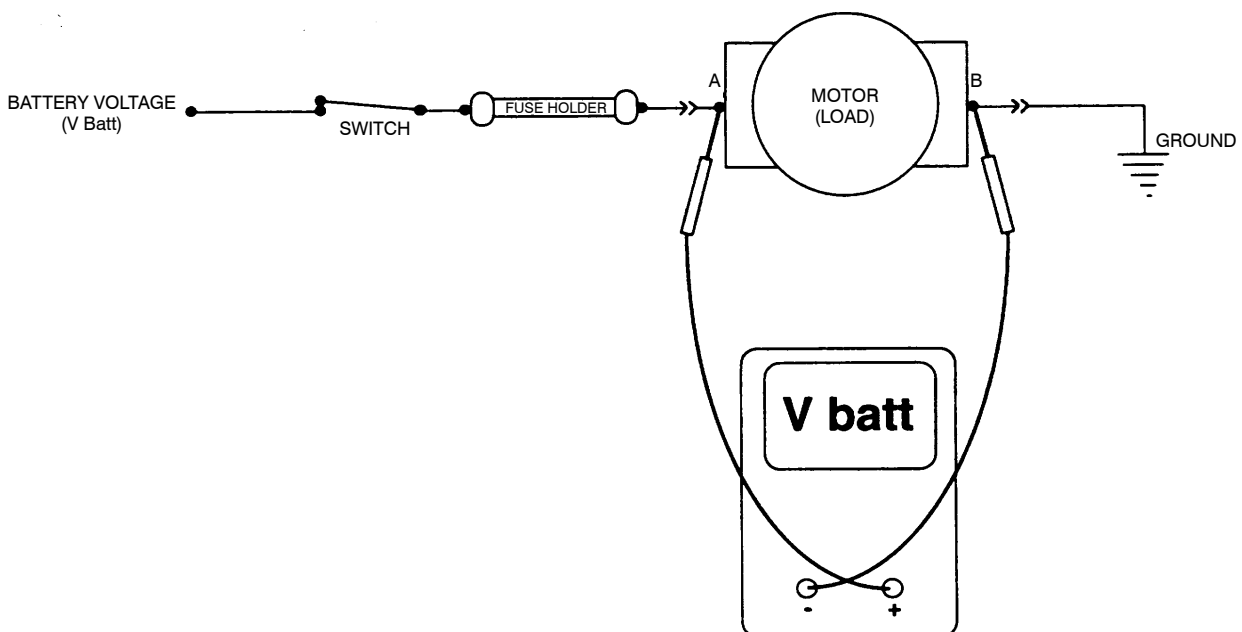 A
B
BATTERY VOLTAGE
(V Batt)
SWITCH
FUSE HOLDER
MOTOR
(LOAD)
GROUND
V batt
- +